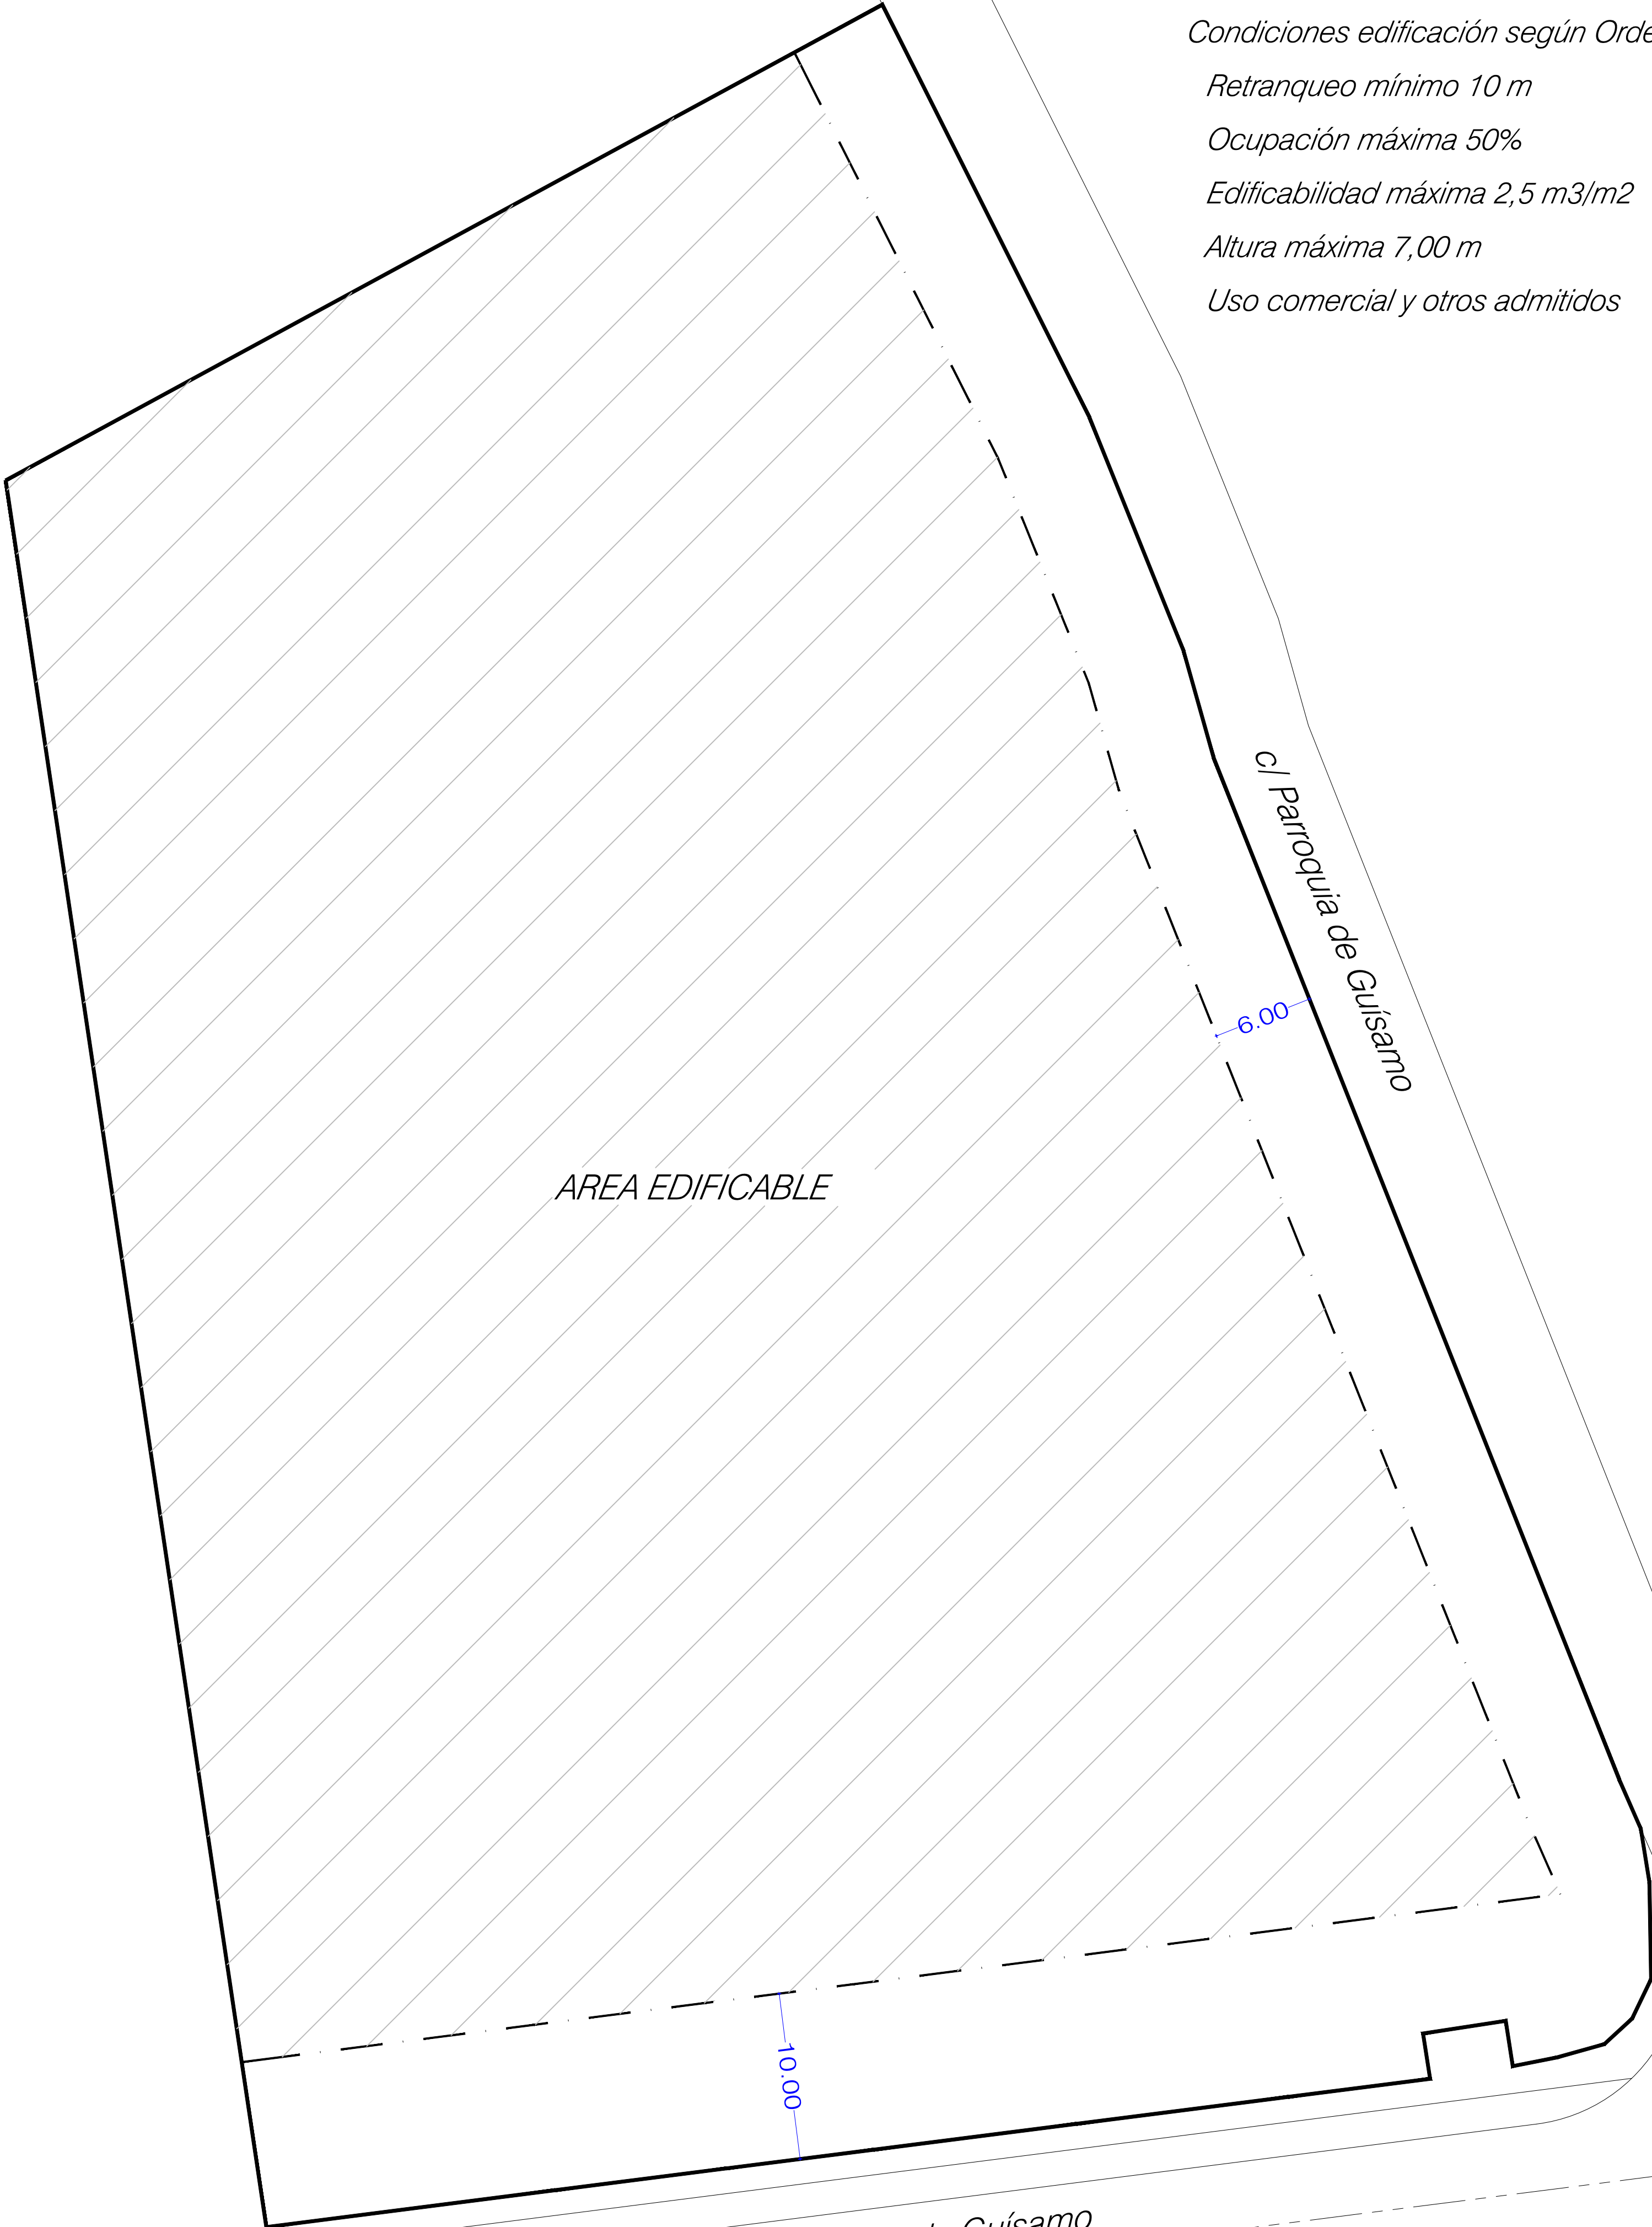 Condiciones edificación según Orde
Retranqueo mínimo 10 m
Ocupación máxima 50%
Edificabilidad máxima 2,5 m3/m2
Altura máxima 7,00 m
Uso comercial y otros admitidos
c/ Parroquia de Guísamo
6.00
AREA EDIFICABLE
10.00
Guísamo